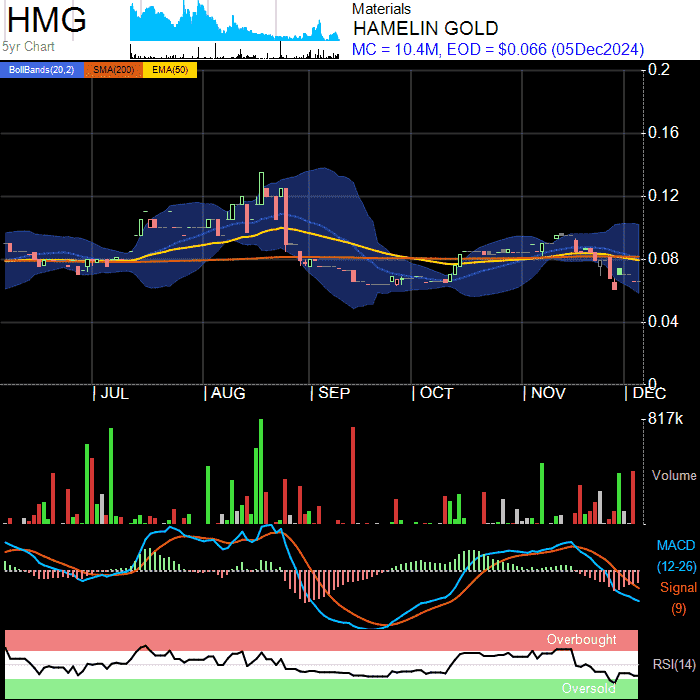 HMG
5yr Chart
Materials
HAMELIN GOLD
MC = 10.4M, EOD = $0.066 (05Dec2024)
BollBands(20,2) SMA(200) EMA(50)
0.2
0.16
0.12
0.08
0.04
0
JUL AUG SEP OCT NOV DEC
817k
Volume
MACD
(12-26)
Signal
(9)
Overbought
RSI(14)
Oversold